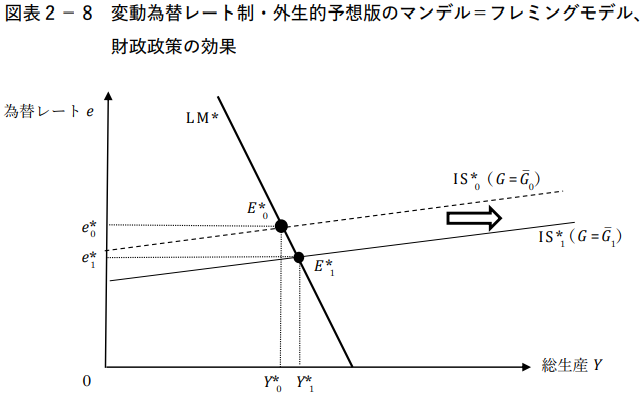 図表2－8 変動為替レート制・外生的予想版のマンデル＝フレミングモデル、
財政政策の効果
為替レート e
LM*
IS*₀ (G = Ḡ₀)
E*₀
e*₀
IS*₁ (G = Ḡ₁)
e*₁
E*₁
総生産 Y
0
Y*₀ Y*₁